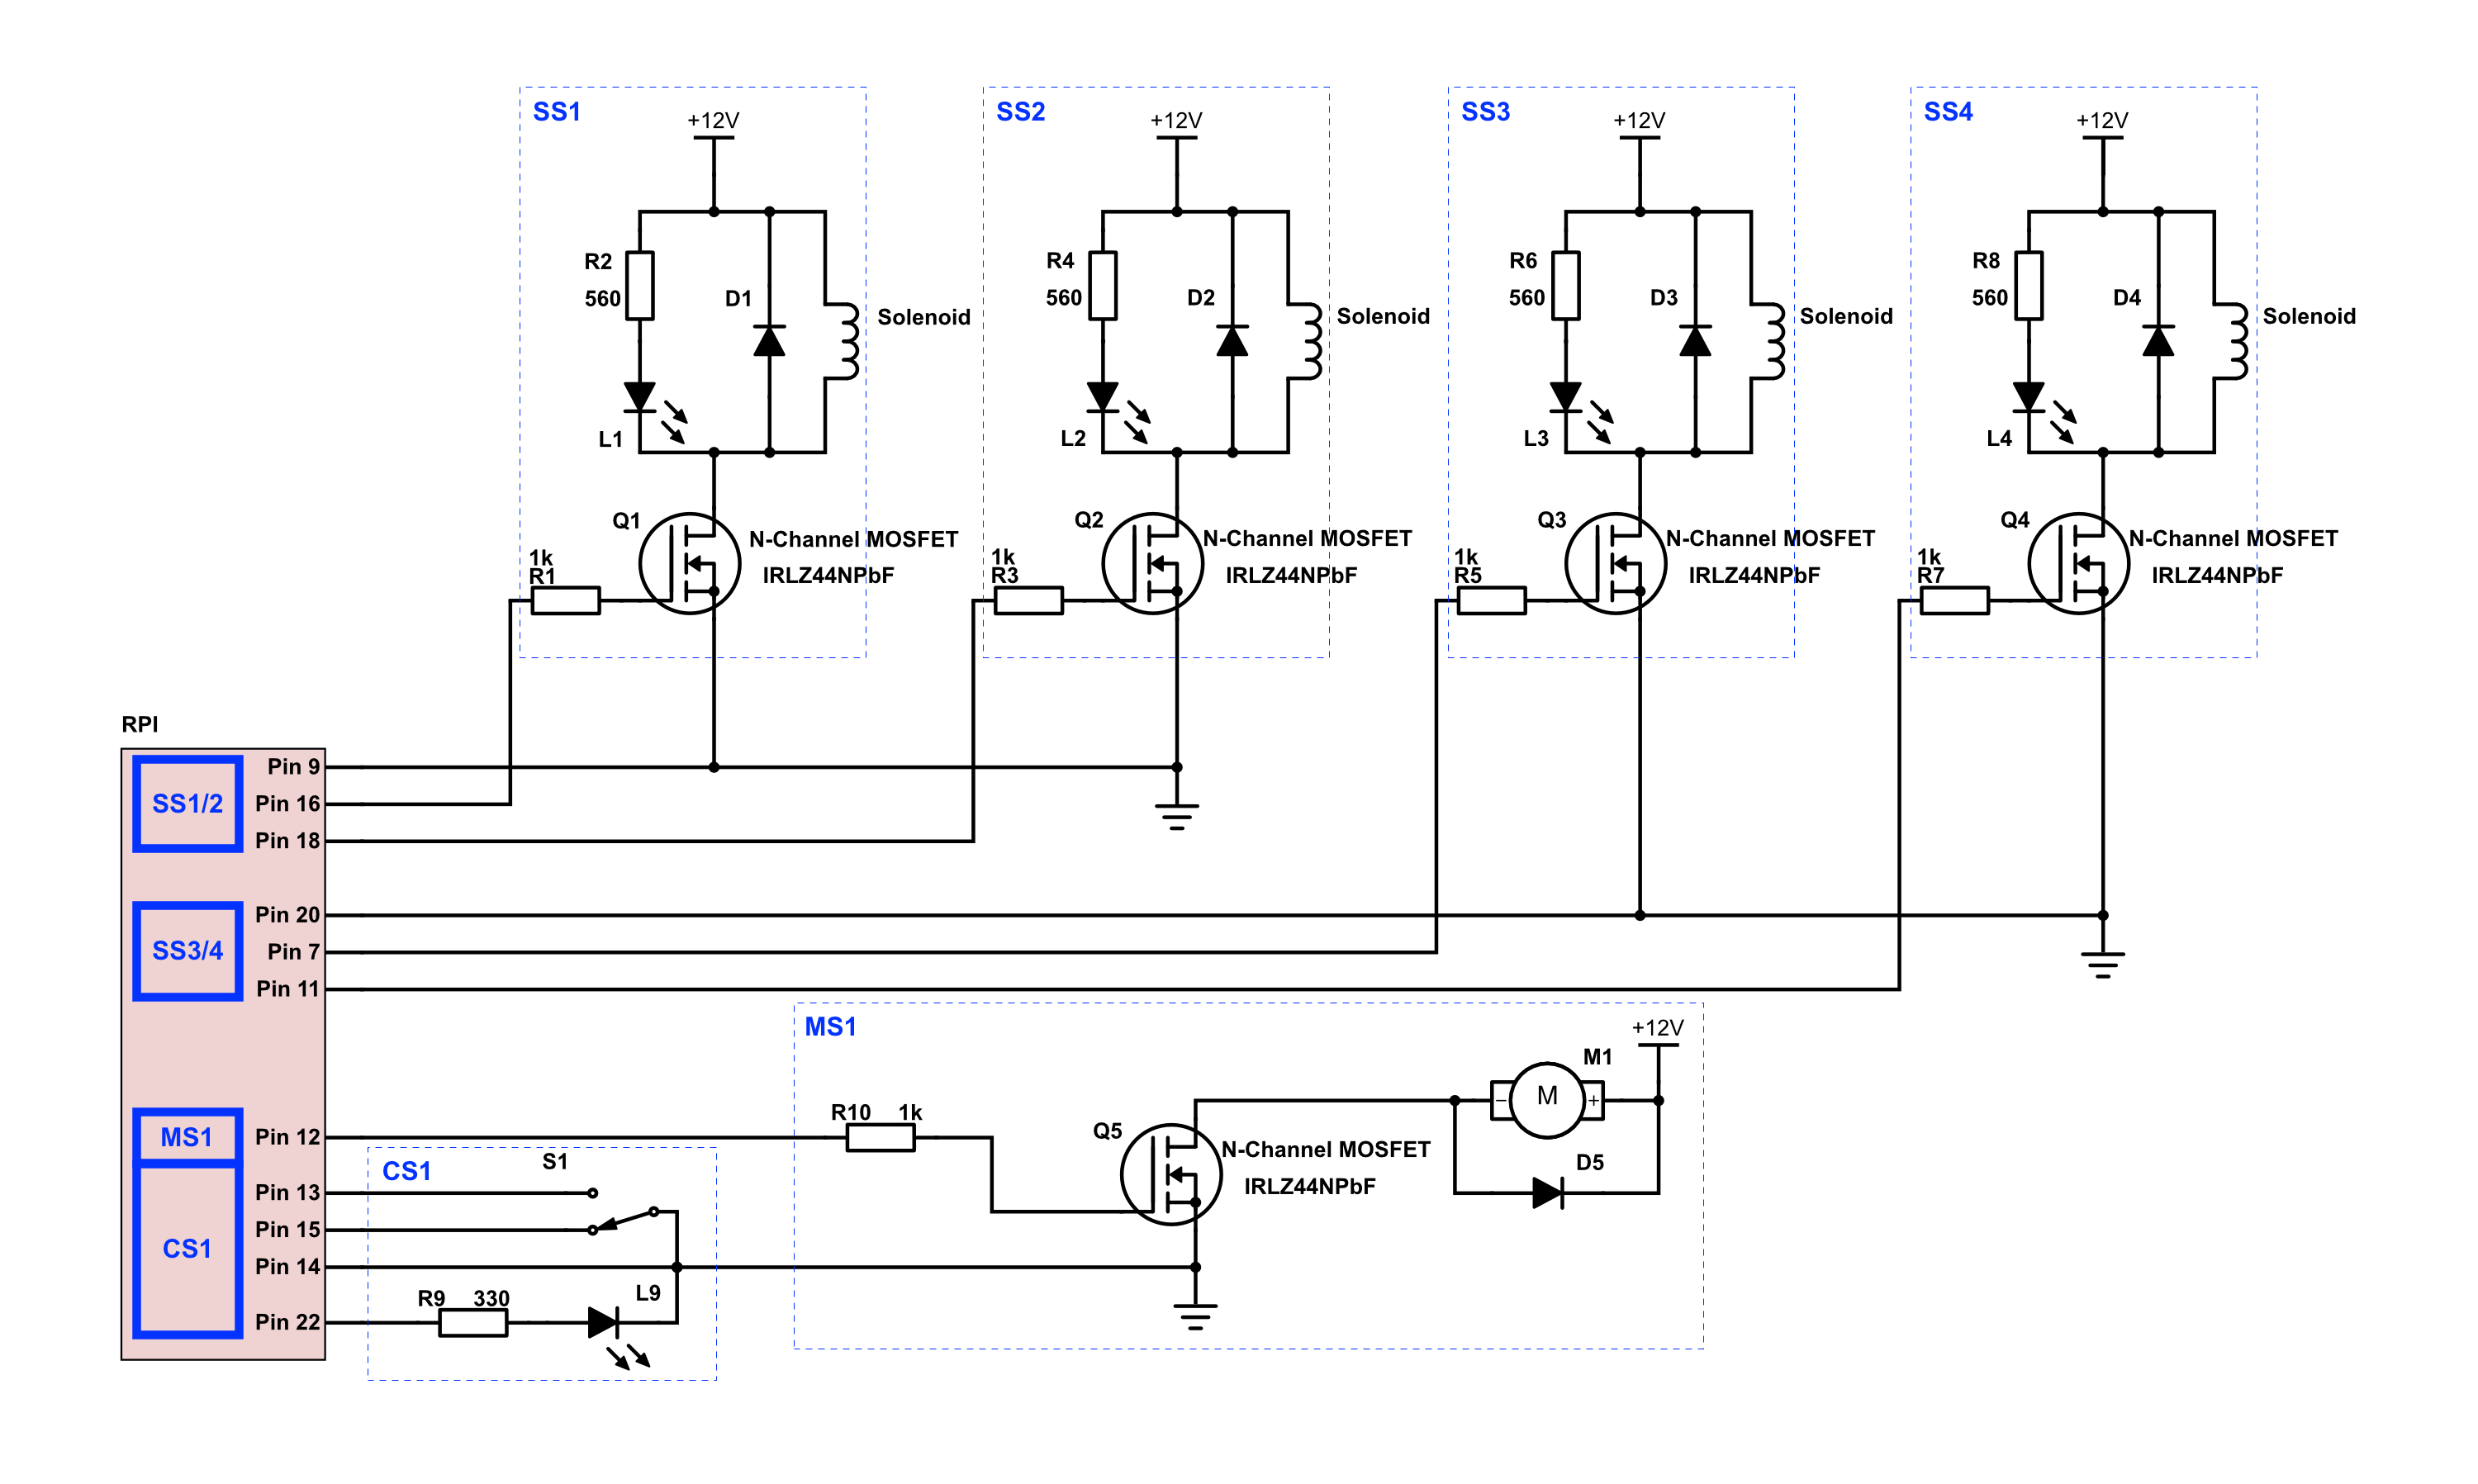 SS1
+12V
R2
560
D1
Solenoid
L1
Q1
N-Channel MOSFET
IRLZ44NPbF
1k
R1
SS2
+12V
R4
560
D2
Solenoid
L2
Q2
N-Channel MOSFET
IRLZ44NPbF
1k
R3
SS3
+12V
R6
560
D3
Solenoid
L3
Q3
N-Channel MOSFET
IRLZ44NPbF
1k
R5
SS4
+12V
R8
560
D4
Solenoid
L4
Q4
N-Channel MOSFET
IRLZ44NPbF
1k
R7
RPI
SS1/2
Pin 9
Pin 16
Pin 18
SS3/4
Pin 20
Pin 7
Pin 11
MS1
Pin 12
CS1
Pin 13
Pin 15
Pin 14
Pin 22
CS1
S1
R9 330
L9
MS1
R10 1k
Q5
N-Channel MOSFET
IRLZ44NPbF
+12V
M1
− M +
D5